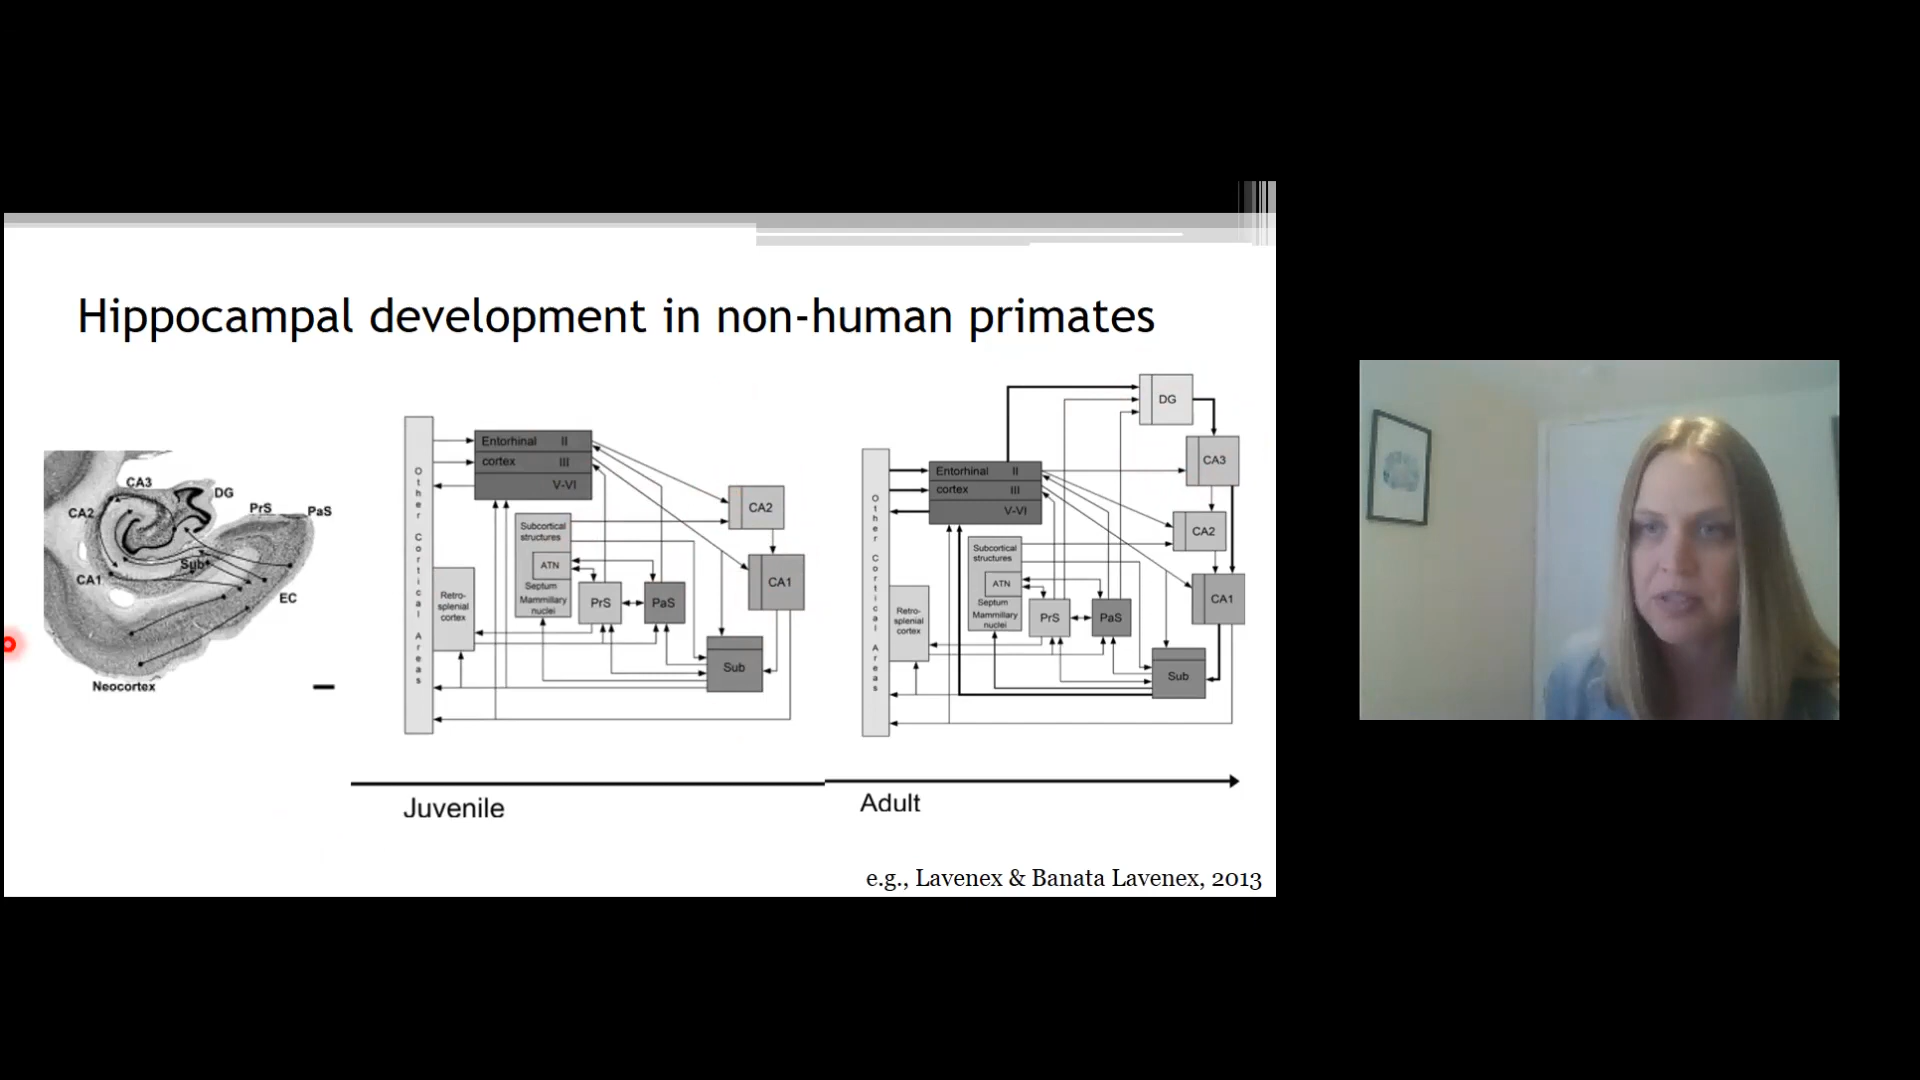 Hippocampal development in non-human primates
CA3
DG
CA2
PrS
PaS
Sub
CA1
EC
Neocortex
Other Cortical Areas
Entorhinal II
cortex III
V-VI
CA2
Subcortical
structures
ATN
Septum
Mammillary
nuclei
CA1
Retro-
splenial
cortex
PrS
PaS
Sub
Juvenile
DG
CA3
Other Cortical Areas
Entorhinal II
cortex III
V-VI
CA2
Subcortical
structures
ATN
Septum
Mammillary
nuclei
CA1
Retro-
splenial
cortex
PrS
PaS
Sub
Adult
e.g., Lavenex & Banata Lavenex, 2013